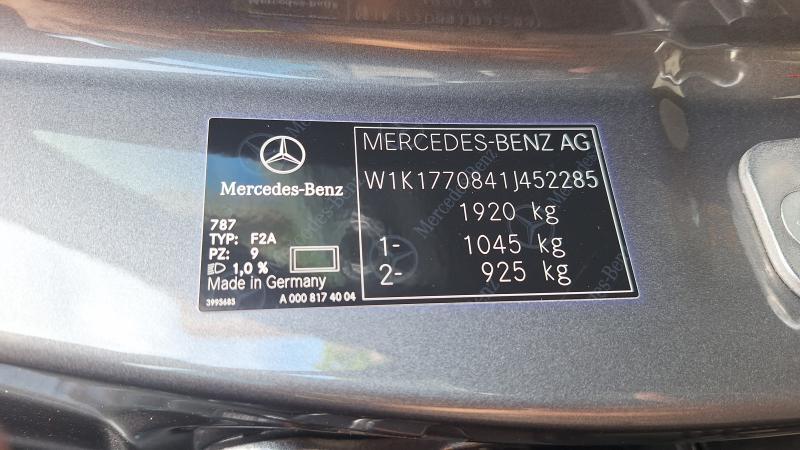 Mercedes-Benz
787
TYP: F2A
PZ: 9
1,0 %
Made in Germany
3995685
A 000 817 40 04
MERCEDES-BENZ AG
W1K1770841J452285
1920 kg
1- 1045 kg
2- 925 kg